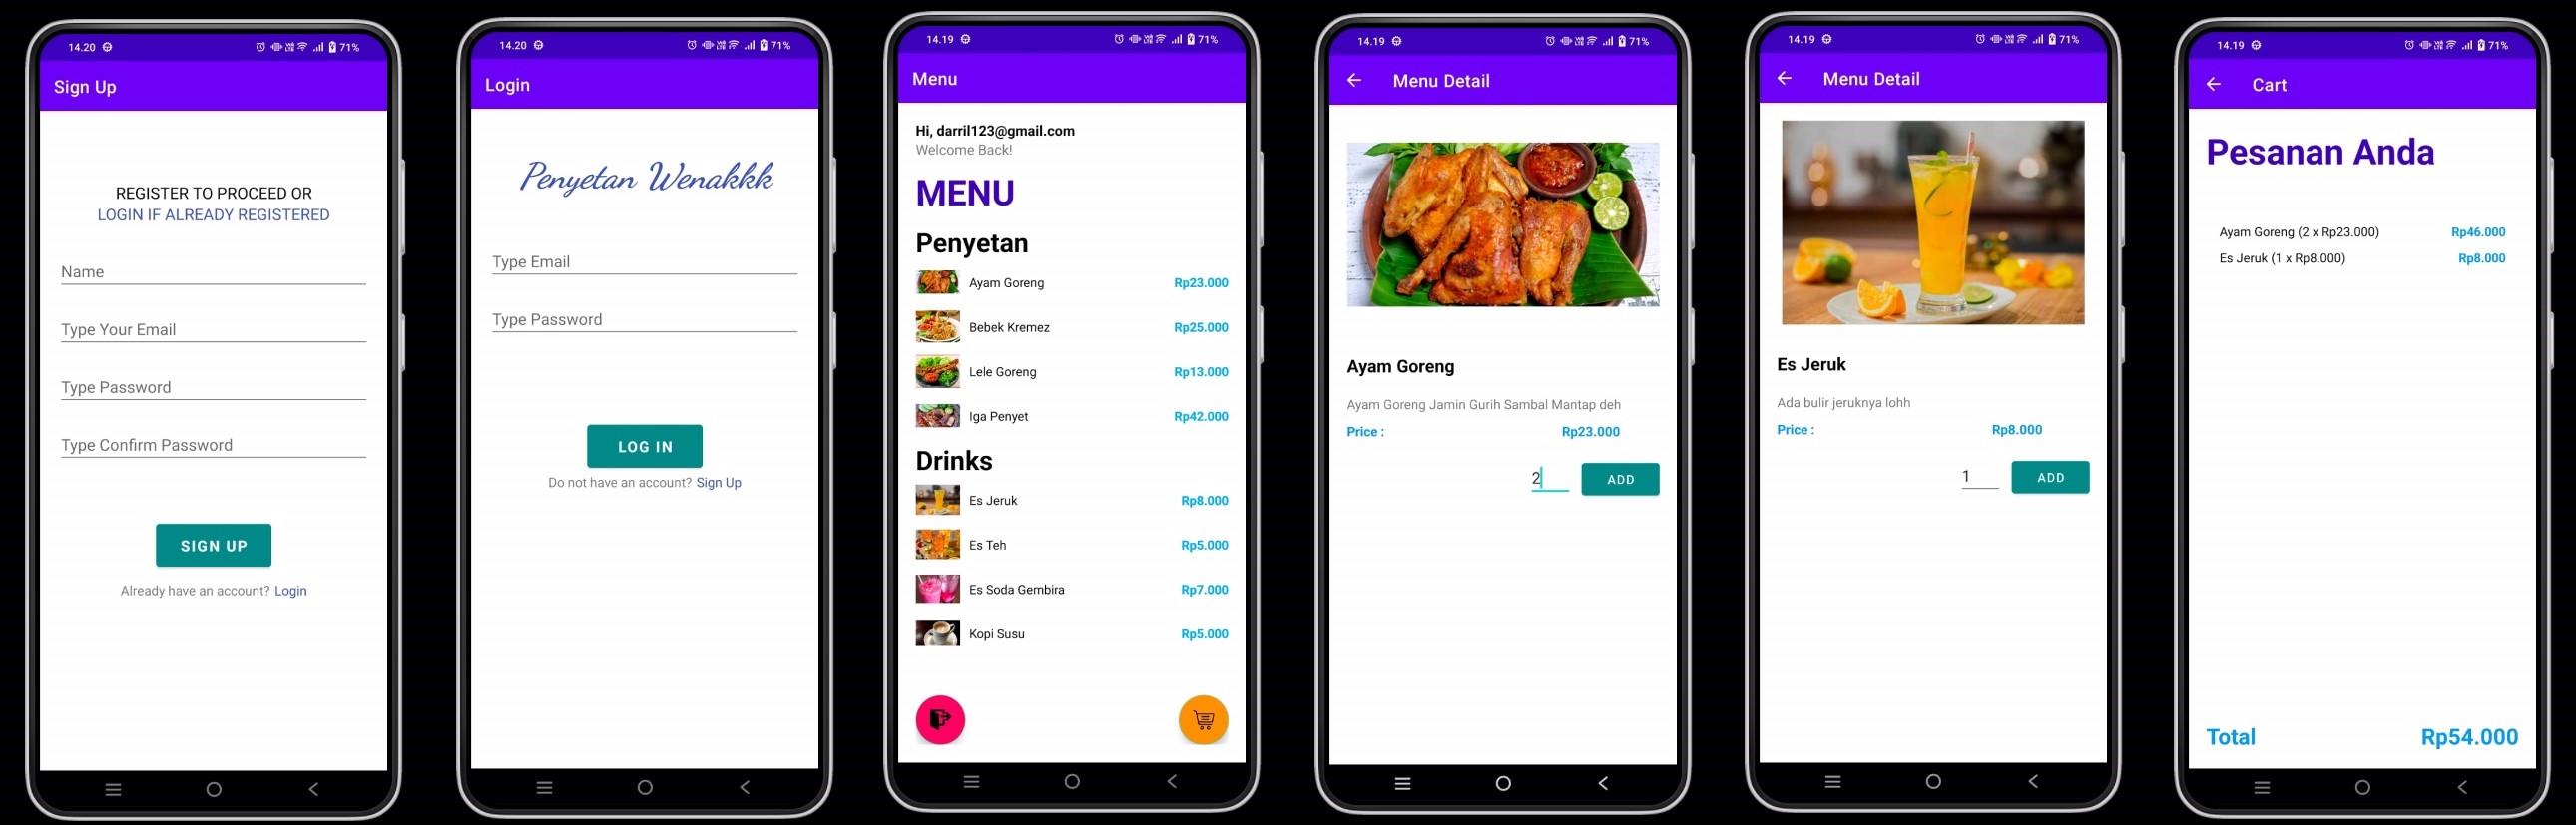 14.20
71%
Sign Up
REGISTER TO PROCEED OR
LOGIN IF ALREADY REGISTERED
Name
Type Your Email
Type Password
Type Confirm Password
SIGN UP
Already have an account? Login
14.20
71%
Login
Penyetan Wenakkk
Type Email
Type Password
LOG IN
Do not have an account? Sign Up
14.19
71%
Menu
Hi, darril123@gmail.com
Welcome Back!
MENU
Penyetan
Ayam Goreng Rp23.000
Bebek Kremez Rp25.000
Lele Goreng Rp13.000
Iga Penyet Rp42.000
Drinks
Es Jeruk Rp8.000
Es Teh Rp5.000
Es Soda Gembira Rp7.000
Kopi Susu Rp5.000
14.19
71%
Menu Detail
Ayam Goreng
Ayam Goreng Jamin Gurih Sambal Mantap deh
Price : Rp23.000
2 ADD
14.19
71%
Menu Detail
Es Jeruk
Ada bulir jeruknya lohh
Price : Rp8.000
1 ADD
14.19
71%
Cart
Pesanan Anda
Ayam Goreng (2 x Rp23.000) Rp46.000
Es Jeruk (1 x Rp8.000) Rp8.000
Total Rp54.000